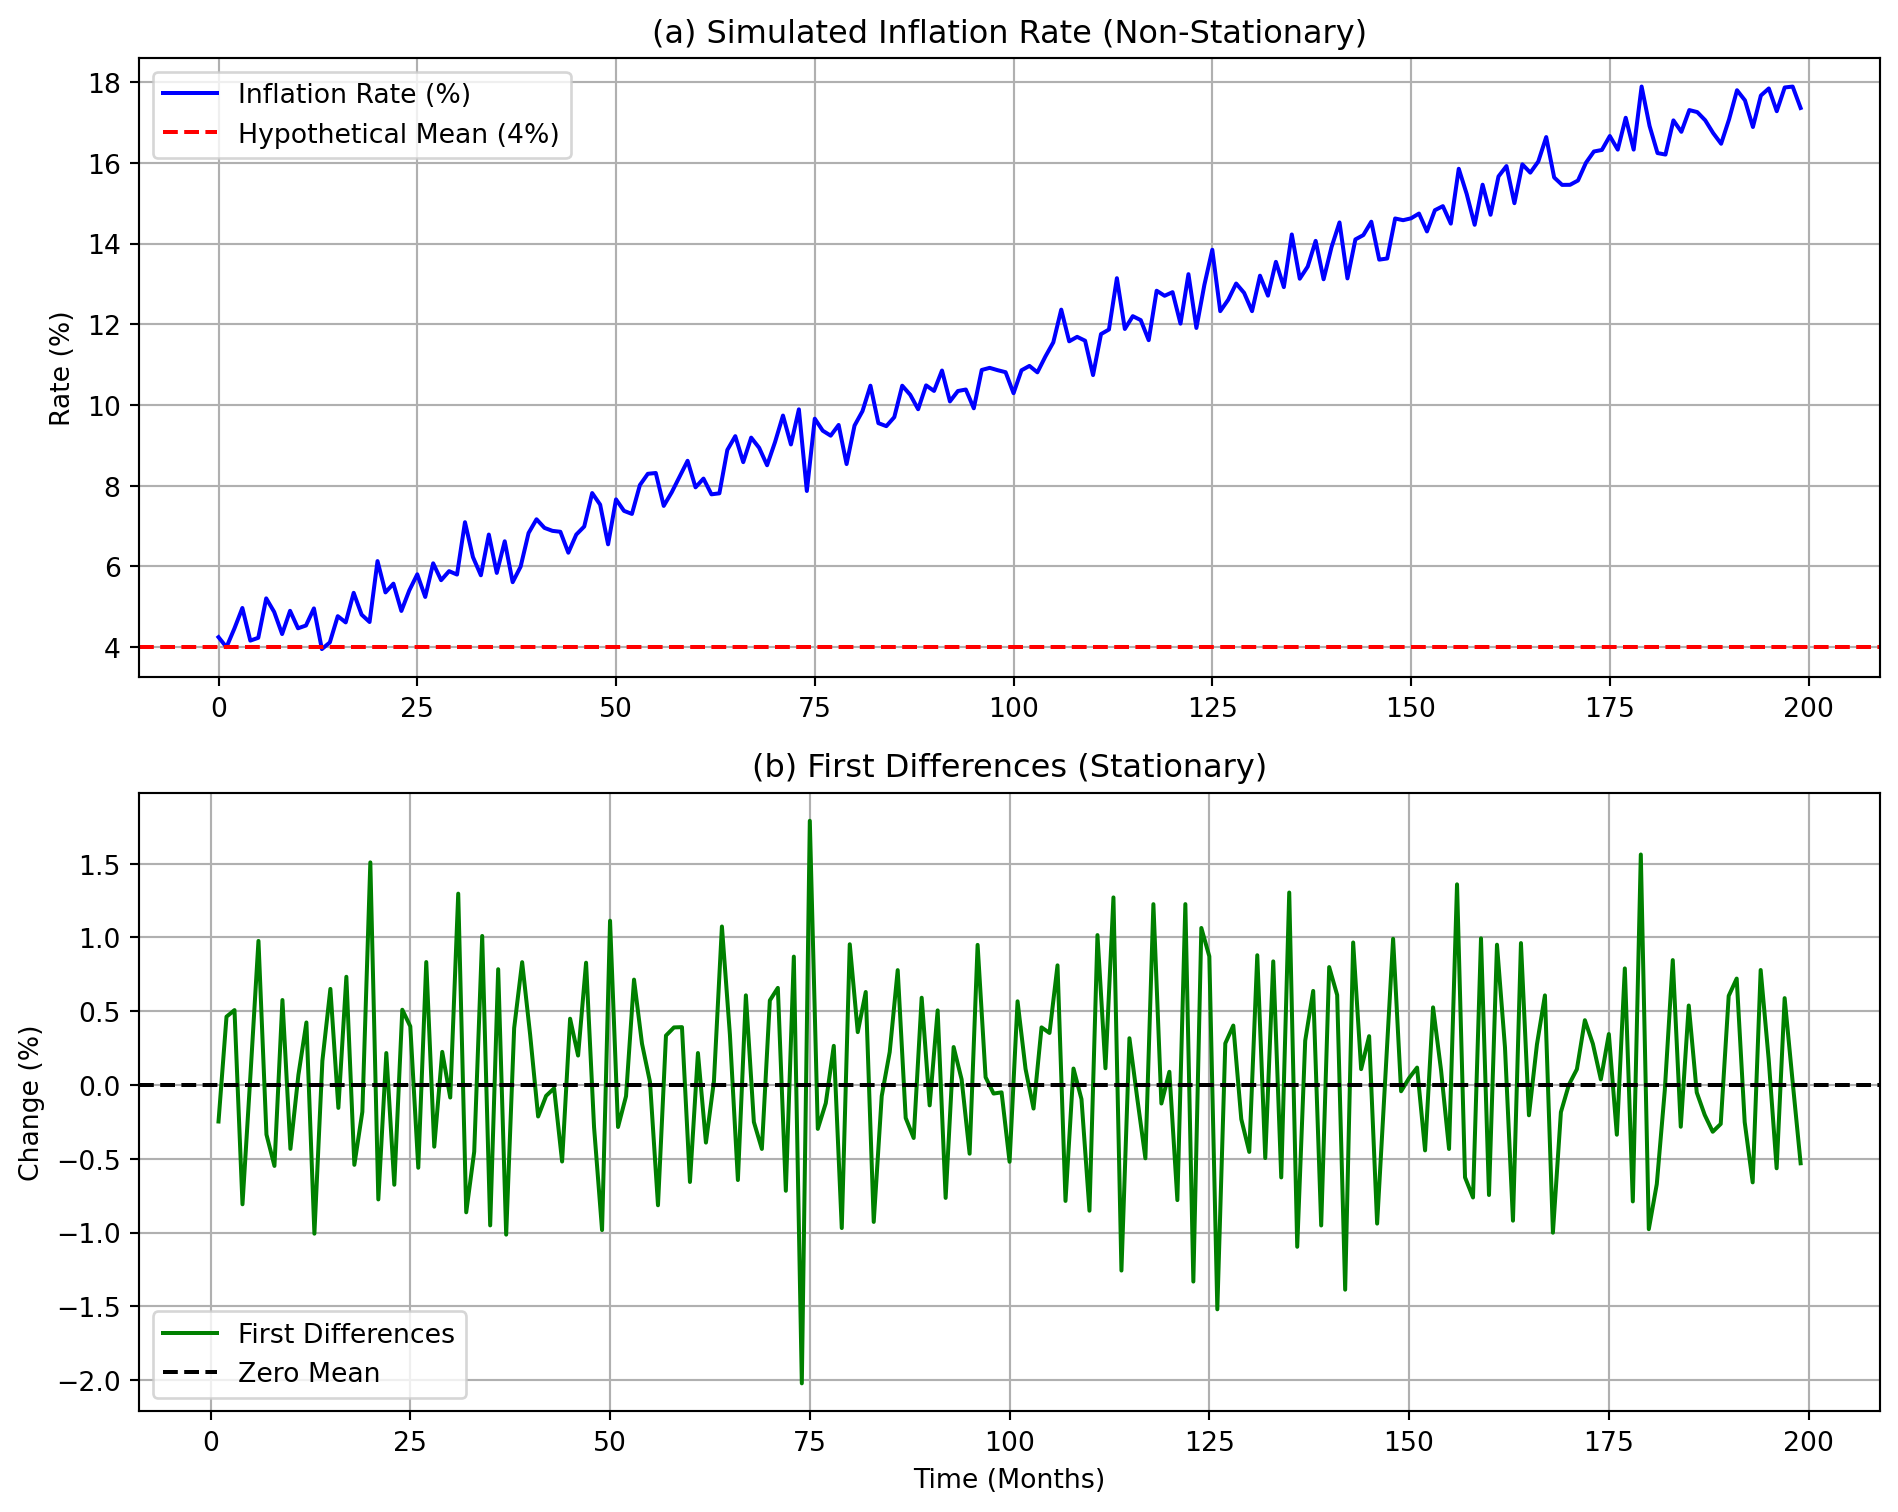 (a) Simulated Inflation Rate (Non-Stationary)
Inflation Rate (%)
Hypothetical Mean (4%)
Rate (%)
18
16
14
12
10
8
6
4
0 25 50 75 100 125 150 175 200
(b) First Differences (Stationary)
Change (%)
1.5
1.0
0.5
0.0
−0.5
−1.0
−1.5
−2.0
First Differences
Zero Mean
0 25 50 75 100 125 150 175 200
Time (Months)